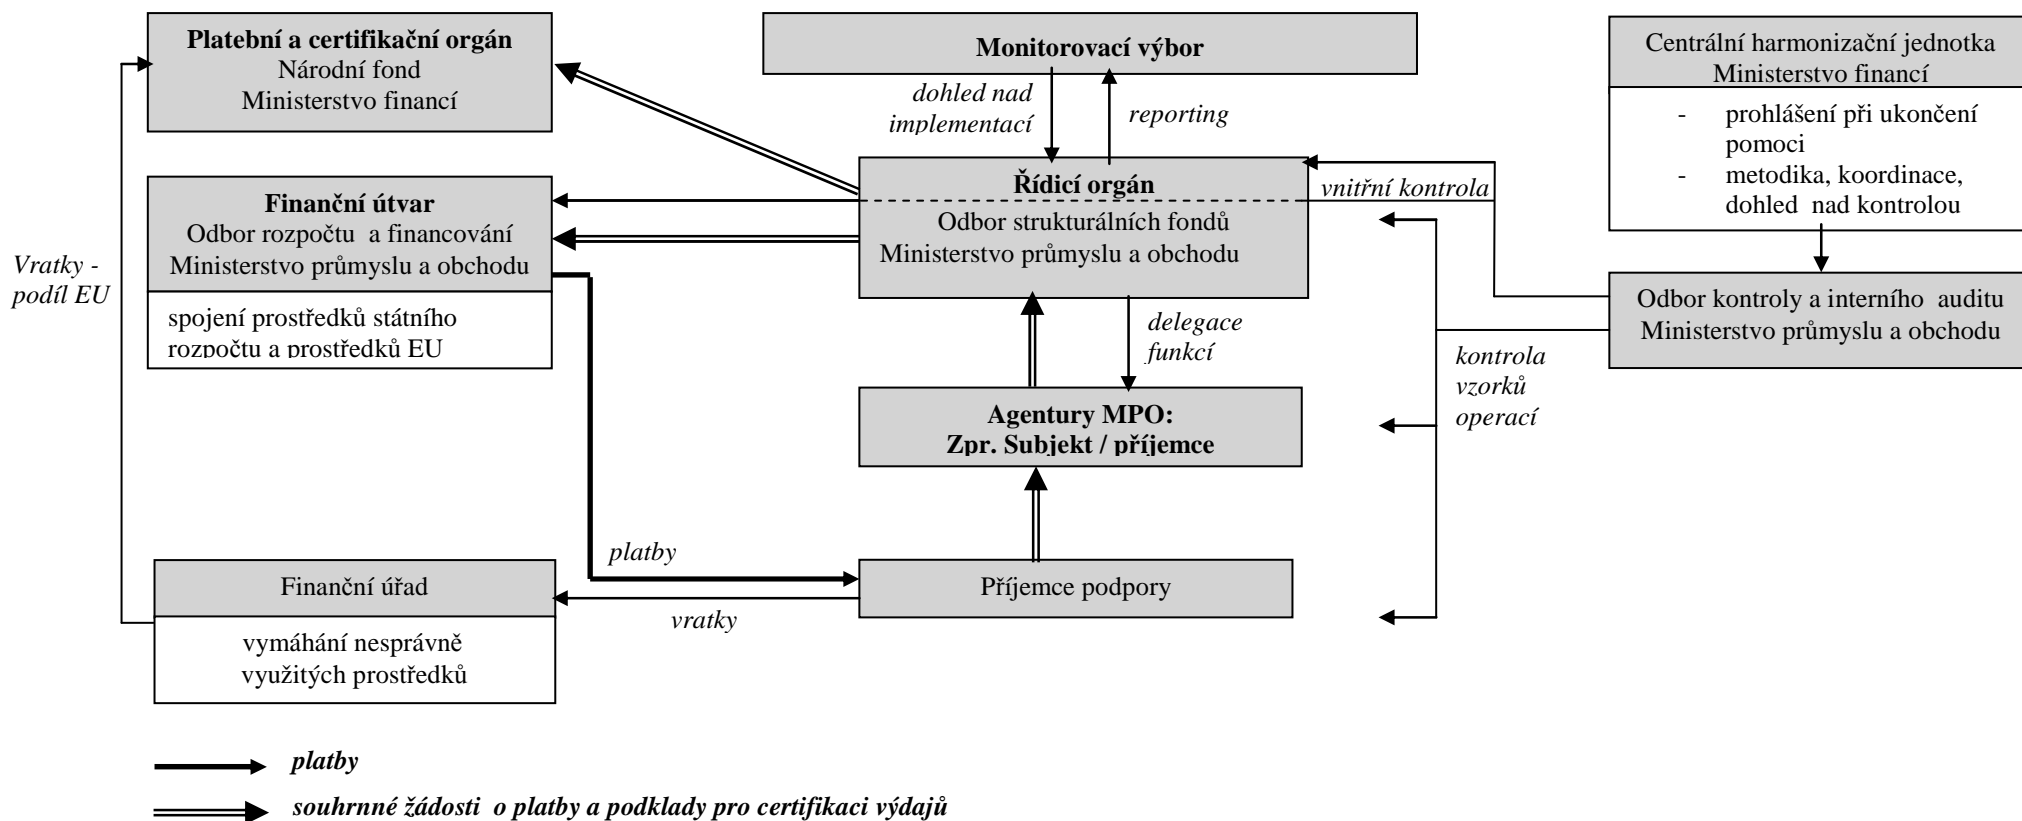 Platební a certifikační orgán
Národní fond
Ministerstvo financí
Monitorovací výbor
Centrální harmonizační jednotka
Ministerstvo financí
- prohlášení při ukončení
pomoci
- metodika, koordinace,
dohled nad kontrolou
dohled nad
implementací
reporting
Řídicí orgán
Odbor strukturálních fondů
Ministerstvo průmyslu a obchodu
vnitřní kontrola
Finanční útvar
Odbor rozpočtu a financování
Ministerstvo průmyslu a obchodu
spojení prostředků státního
rozpočtu a prostředků EU
Vratky -
podíl EU
Odbor kontroly a interního auditu
Ministerstvo průmyslu a obchodu
delegace
funkcí
kontrola
vzorků
operací
Agentury MPO:
Zpr. Subjekt / příjemce
platby
Finanční úřad
vymáhání nesprávně
využitých prostředků
Příjemce podpory
vratky
platby
souhrnné žádosti o platby a podklady pro certifikaci výdajů